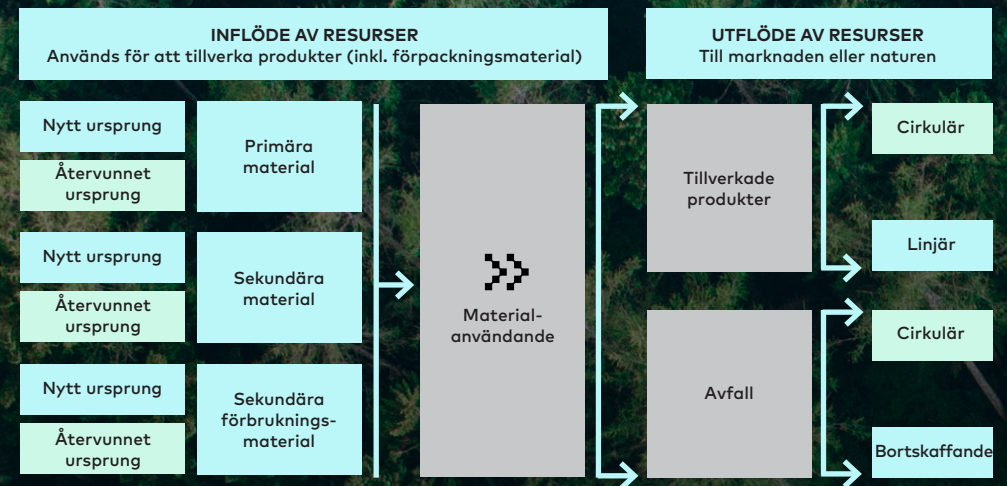 INFLÖDE AV RESURSER
Används för att tillverka produkter (inkl. förpackningsmaterial)
UTFLÖDE AV RESURSER
Till marknaden eller naturen
Nytt ursprung
Återvunnet
ursprung
Primära
material
Nytt ursprung
Återvunnet
ursprung
Sekundära
material
Nytt ursprung
Återvunnet
ursprung
Sekundära
förbruknings-
material
Material-
användande
Tillverkade
produkter
Cirkulär
Linjär
Avfall
Cirkulär
Bortskaffande